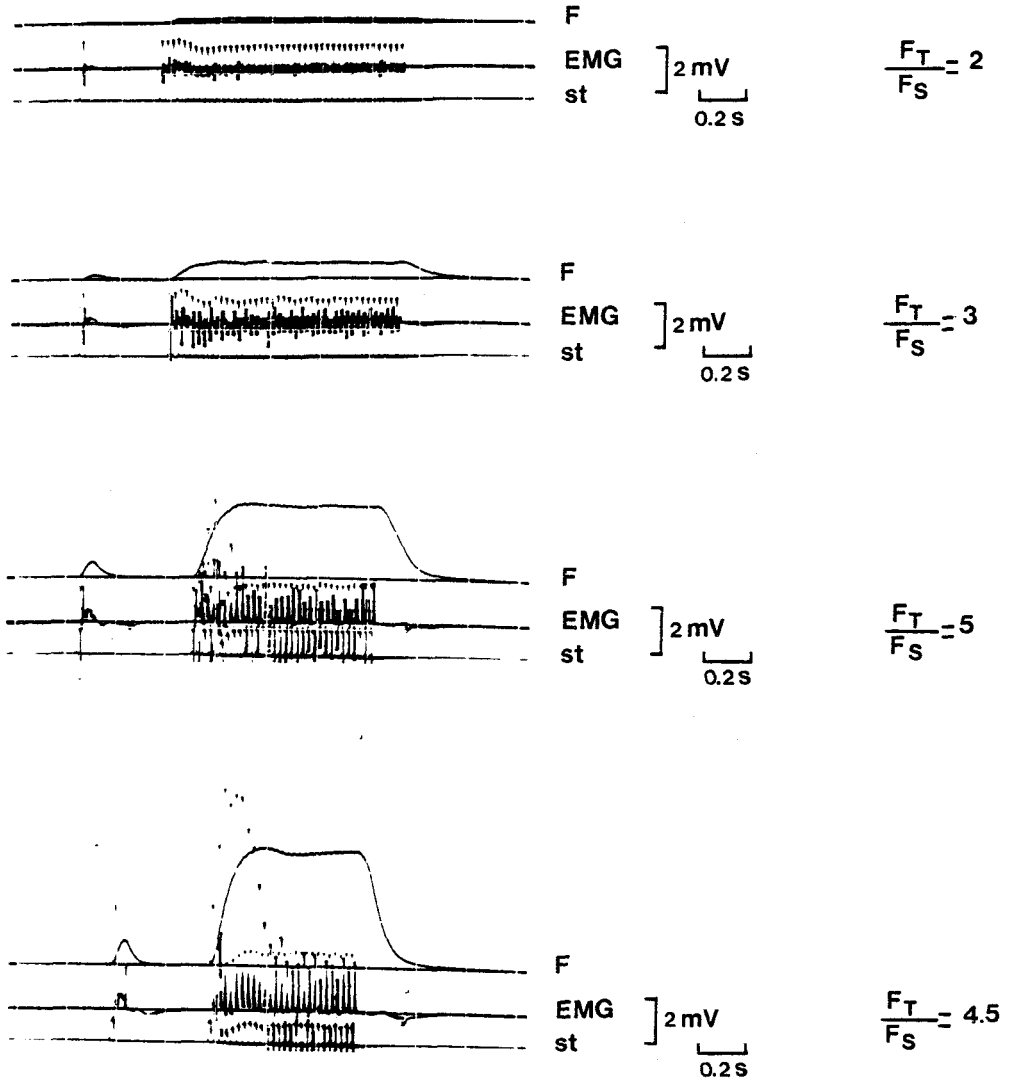 F
EMG
st
2 mV
0.2 S
F_T/F_S = 2
F
EMG
st
2 mV
0.2 S
F_T/F_S = 3
F
EMG
st
2 mV
0.2 S
F_T/F_S = 5
F
EMG
st
2 mV
0.2 S
F_T/F_S = 4.5